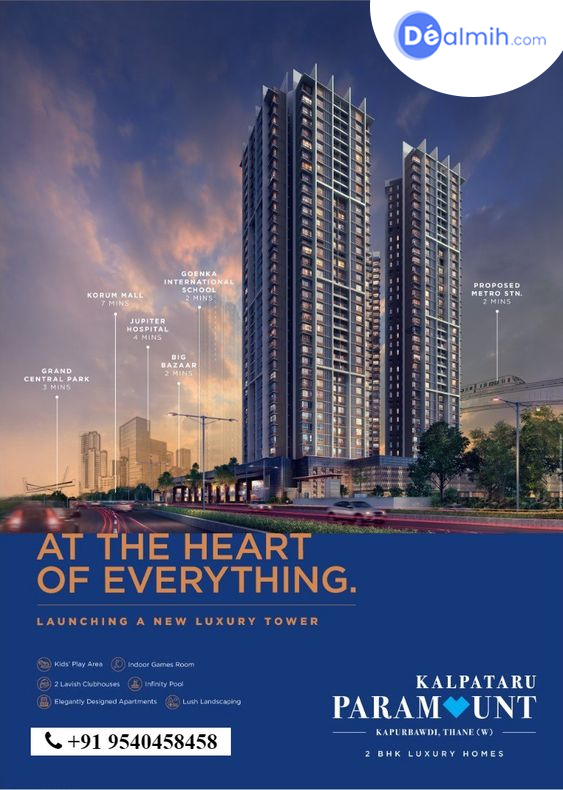 Déalmih.com
GOENKA
INTERNATIONAL
SCHOOL
2 MINS
PROPOSED
METRO STN.
2 MINS
KORUM MALL
7 MINS
JUPITER
HOSPITAL
4 MINS
BIG
BAZAAR
2 MINS
GRAND
CENTRAL PARK
3 MINS
AT THE HEART
OF EVERYTHING.
LAUNCHING A NEW LUXURY TOWER
Kids' Play Area Indoor Games Room
2 Lavish Clubhouses Infinity Pool
Elegantly Designed Apartments Lush Landscaping
+91 9540458458
KALPATARU
PARAMOUNT
KAPURBAWDI, THANE (W)
2 BHK LUXURY HOMES